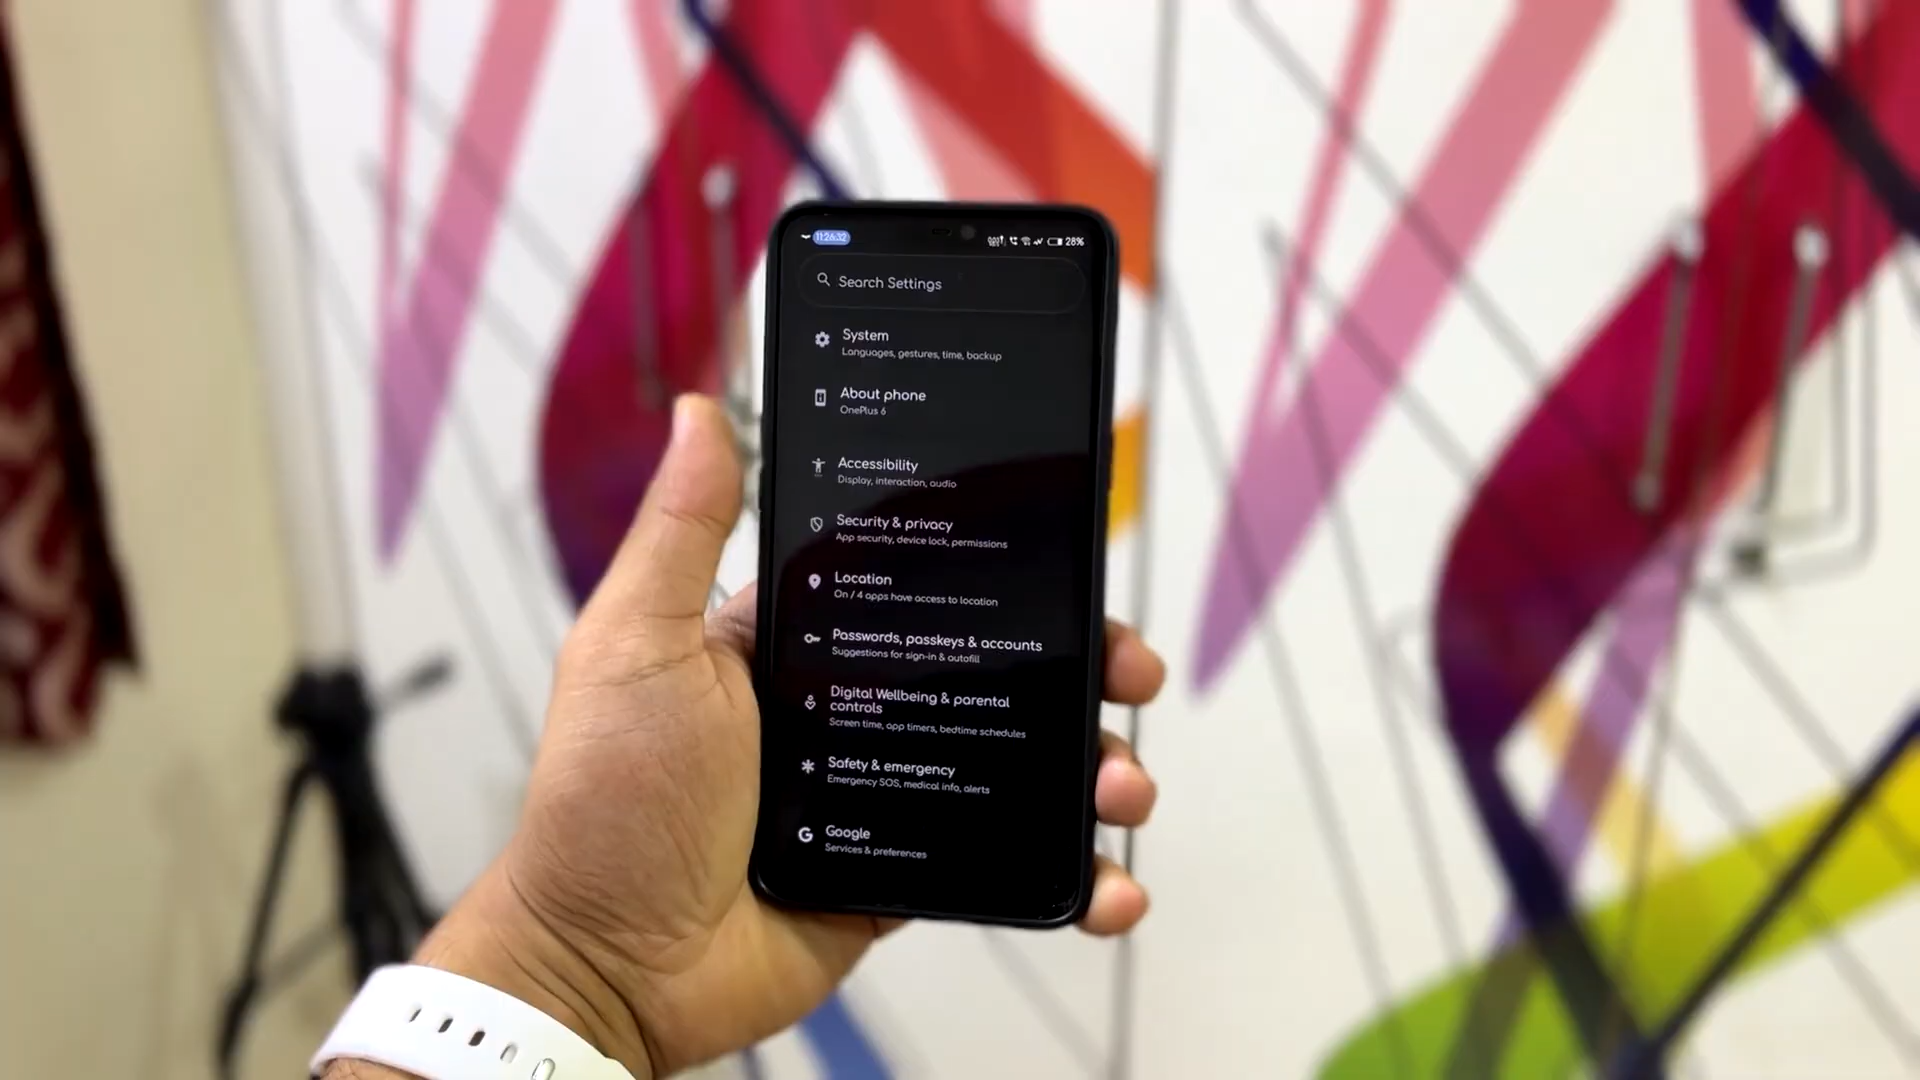 11:26:32
28%
Search Settings
System
Languages, gestures, time, backup
About phone
OnePlus 6
Accessibility
Display, interaction, audio
Security & privacy
App security, device lock, permissions
Location
On / 4 apps have access to location
Passwords, passkeys & accounts
Suggestions for sign-in & autofill
Digital Wellbeing & parental
controls
Screen time, app timers, bedtime schedules
Safety & emergency
Emergency SOS, medical info, alerts
Google
Services & preferences